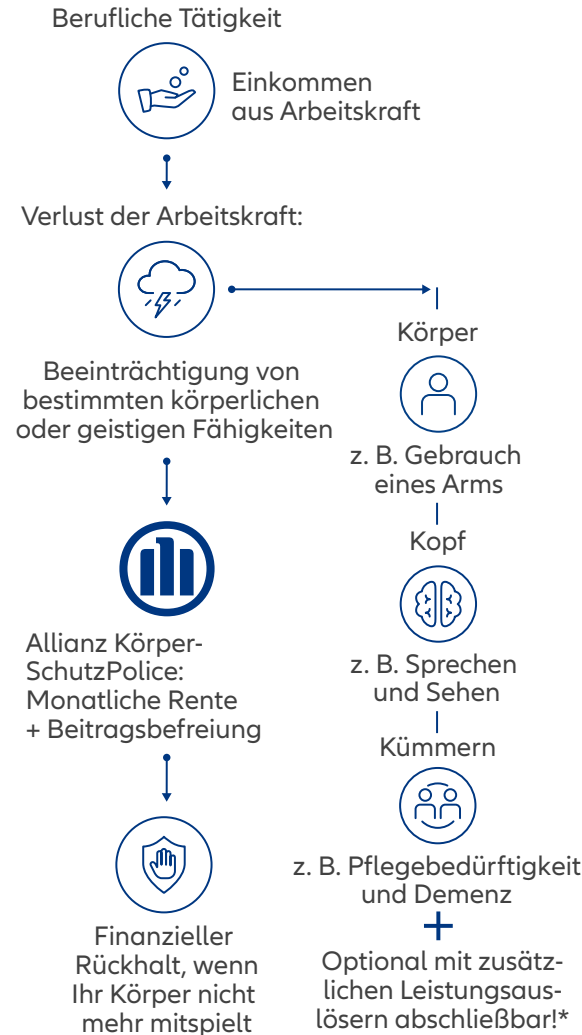 Berufliche Tätigkeit
Einkommen
aus Arbeitskraft
Verlust der Arbeitskraft:
Beeinträchtigung von
bestimmten körperlichen
oder geistigen Fähigkeiten
Allianz Körper-
SchutzPolice:
Monatliche Rente
+ Beitragsbefreiung
Finanzieller
Rückhalt, wenn
Ihr Körper nicht
mehr mitspielt
Körper
z. B. Gebrauch
eines Arms
Kopf
z. B. Sprechen
und Sehen
Kümmern
z. B. Pflegebedürftigkeit
und Demenz
+
Optional mit zusätz-
lichen Leistungsaus-
lösern abschließbar!*